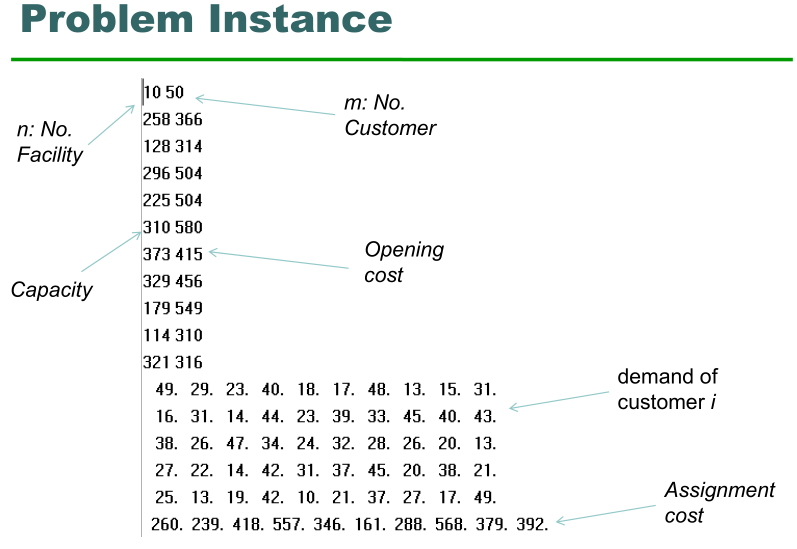 Problem Instance
10 50
m: No.
Customer
n: No.
Facility
258 366
128 314
296 504
225 504
310 580
373 415
329 456
179 549
114 310
321 316
Opening
cost
Capacity
49. 29. 23. 40. 18. 17. 48. 13. 15. 31.
16. 31. 14. 44. 23. 39. 33. 45. 40. 43.
38. 26. 47. 34. 24. 32. 28. 26. 20. 13.
27. 22. 14. 42. 31. 37. 45. 20. 38. 21.
25. 13. 19. 42. 10. 21. 37. 27. 17. 49.
260. 239. 418. 557. 346. 161. 288. 568. 379. 392.
demand of
customer i
Assignment
cost